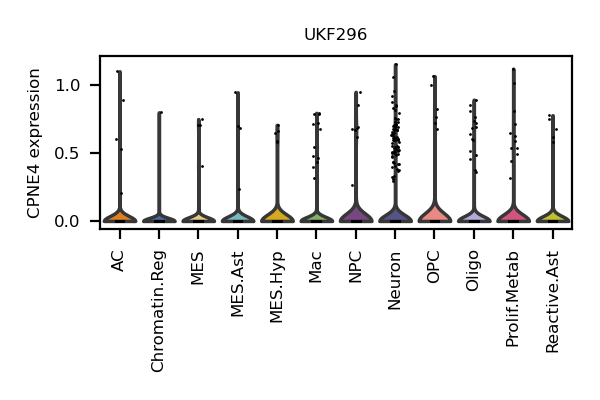 UKF296
CPNE4 expression
1.0
0.5
0.0
AC
Chromatin.Reg
MES
MES.Ast
MES.Hyp
Mac
NPC
Neuron
OPC
Oligo
Prolif.Metab
Reactive.Ast